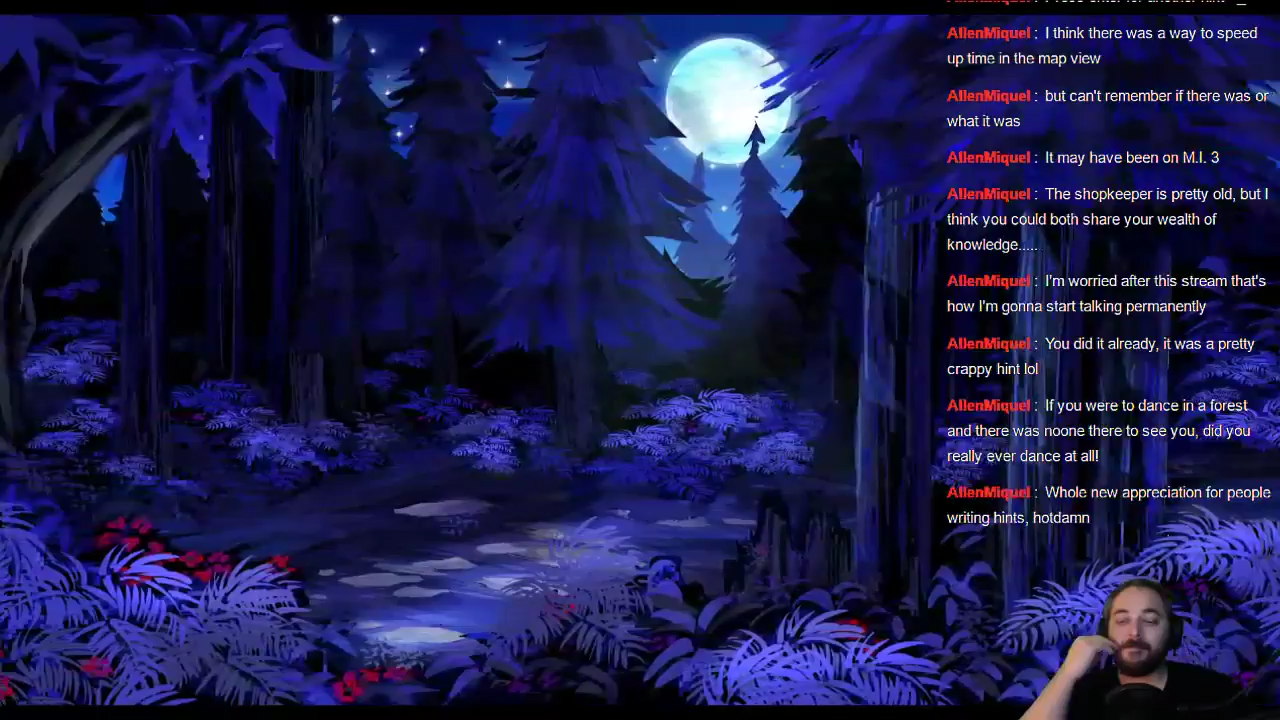 AllenMiquel : I think there was a way to speed
up time in the map view
AllenMiquel : but can't remember if there was or
what it was
AllenMiquel : It may have been on M.I. 3
AllenMiquel : The shopkeeper is pretty old, but I
think you could both share your wealth of
knowledge.....
AllenMiquel : I'm worried after this stream that's
how I'm gonna start talking permanently
AllenMiquel : You did it already, it was a pretty
crappy hint lol
AllenMiquel : If you were to dance in a forest
and there was noone there to see you, did you
really ever dance at all!
AllenMiquel : Whole new appreciation for people
writing hints, hotdamn